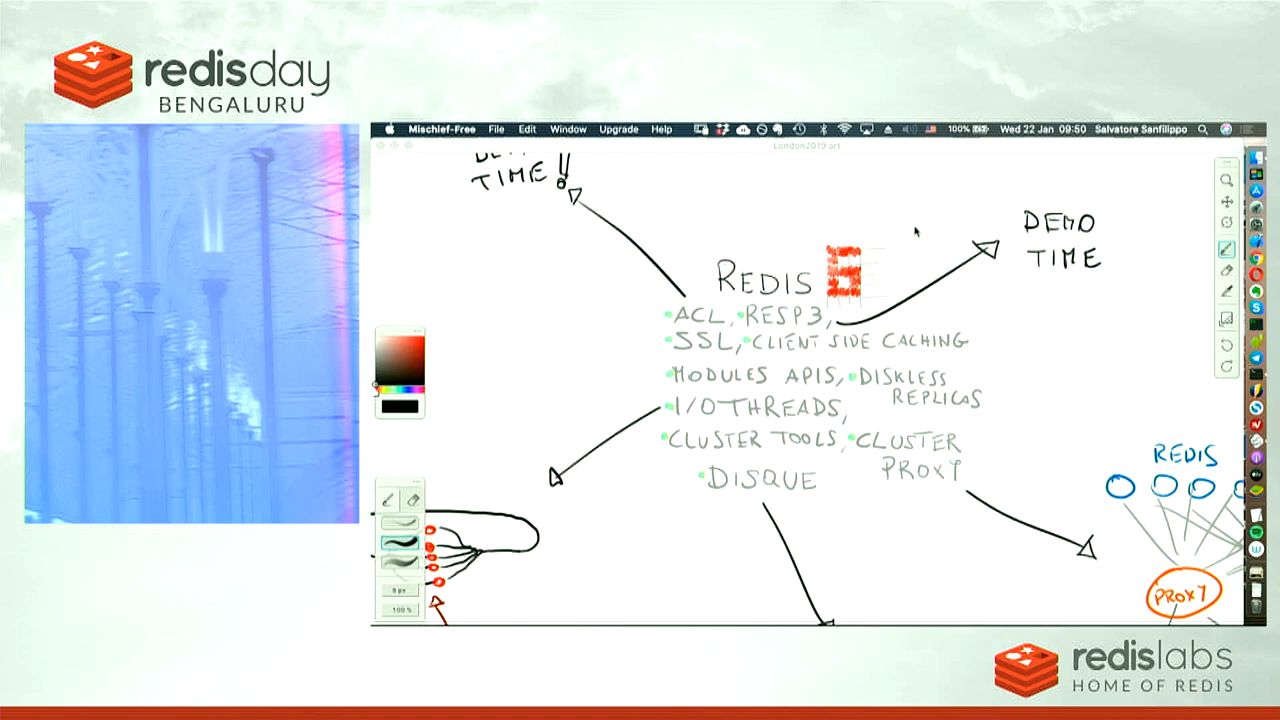 redisday
BENGALURU
Mischief-Free File Edit Window Upgrade Help 100% Wed 22 Jan 09:50 Salvatore Sanfilippo
London2019.art
TIME !!
DEMO
TIME
REDIS 6
ACL, RESP3,
SSL, CLIENT SIDE CACHING
MODULES APIS, DISKLESS
REPLICAS
I/O THREADS,
CLUSTER TOOLS, CLUSTER
PROXY
DISQUE
REDIS
PROXY
5 px
100 %
redislabs
HOME OF REDIS